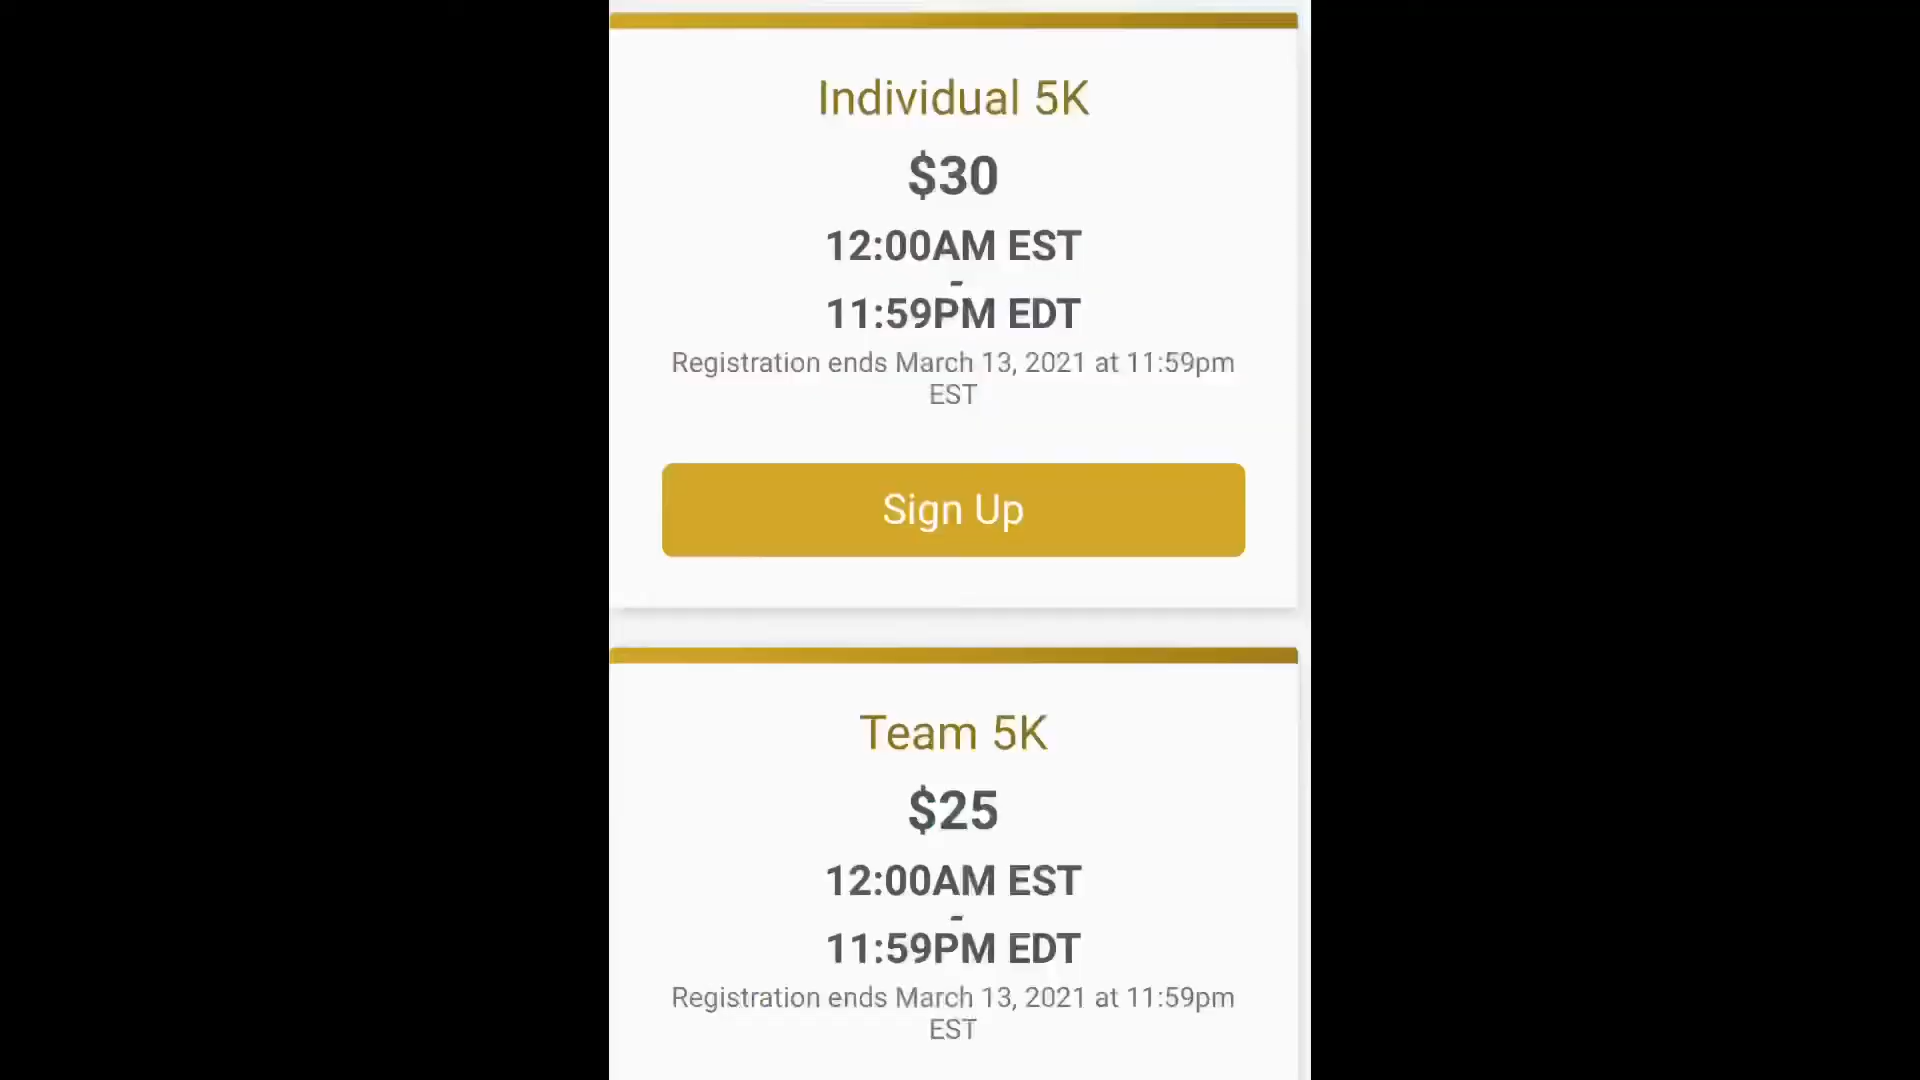 Individual 5K
$30
12:00AM EST
-
11:59PM EDT
Registration ends March 13, 2021 at 11:59pm
EST
Sign Up
Team 5K
$25
12:00AM EST
-
11:59PM EDT
Registration ends March 13, 2021 at 11:59pm
EST